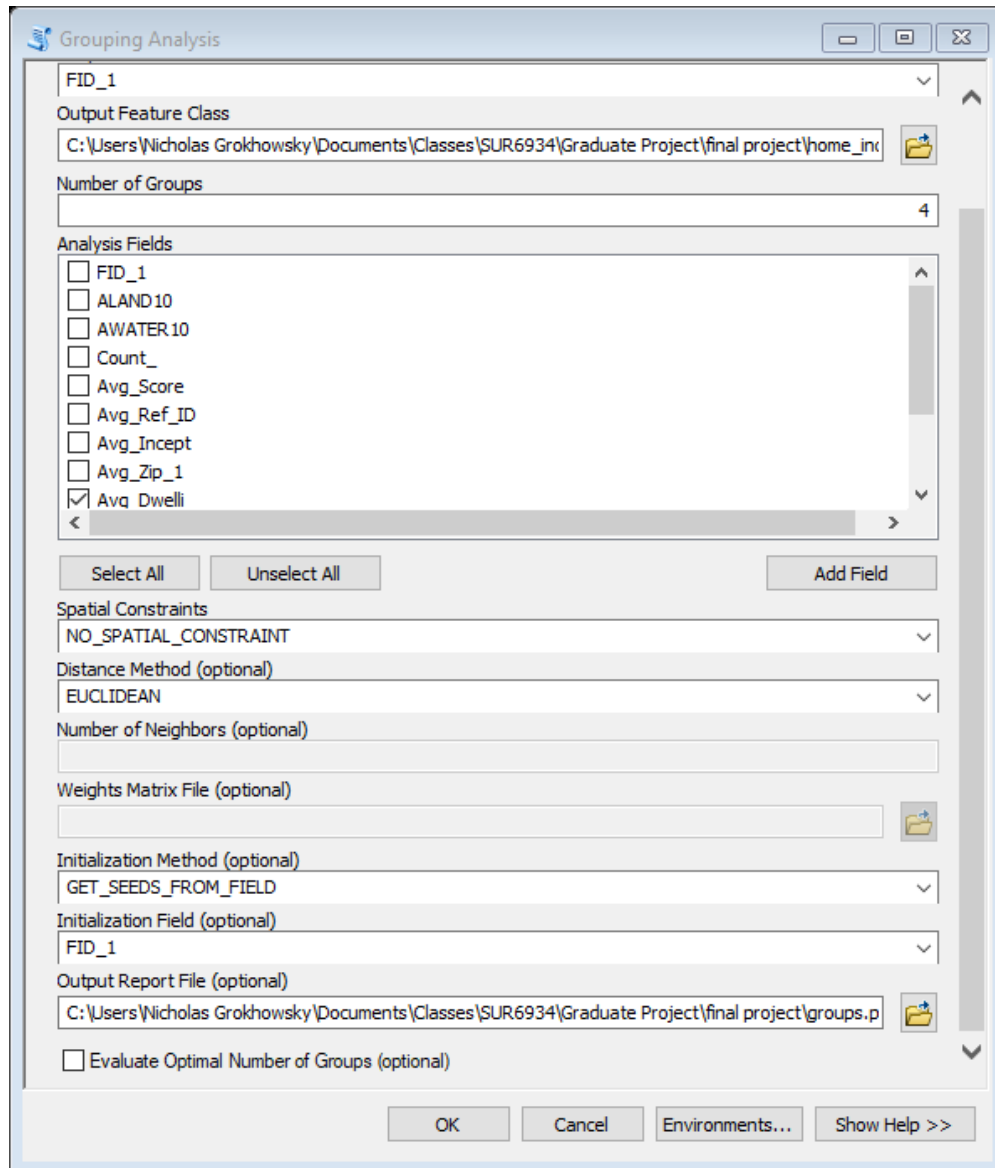 Grouping Analysis
FID_1
Output Feature Class
C:\Users\Nicholas Grokhowsky\Documents\Classes\SUR6934\Graduate Project\final project\home_inc
Number of Groups
4
Analysis Fields
FID_1
ALAND10
AWATER10
Count_
Avg_Score
Avg_Ref_ID
Avg_Incept
Avg_Zip_1
Avg_Dwelli
Select All Unselect All Add Field
Spatial Constraints
NO_SPATIAL_CONSTRAINT
Distance Method (optional)
EUCLIDEAN
Number of Neighbors (optional)
Weights Matrix File (optional)
Initialization Method (optional)
GET_SEEDS_FROM_FIELD
Initialization Field (optional)
FID_1
Output Report File (optional)
C:\Users\Nicholas Grokhowsky\Documents\Classes\SUR6934\Graduate Project\final project\groups.p
Evaluate Optimal Number of Groups (optional)
OK Cancel Environments... Show Help >>